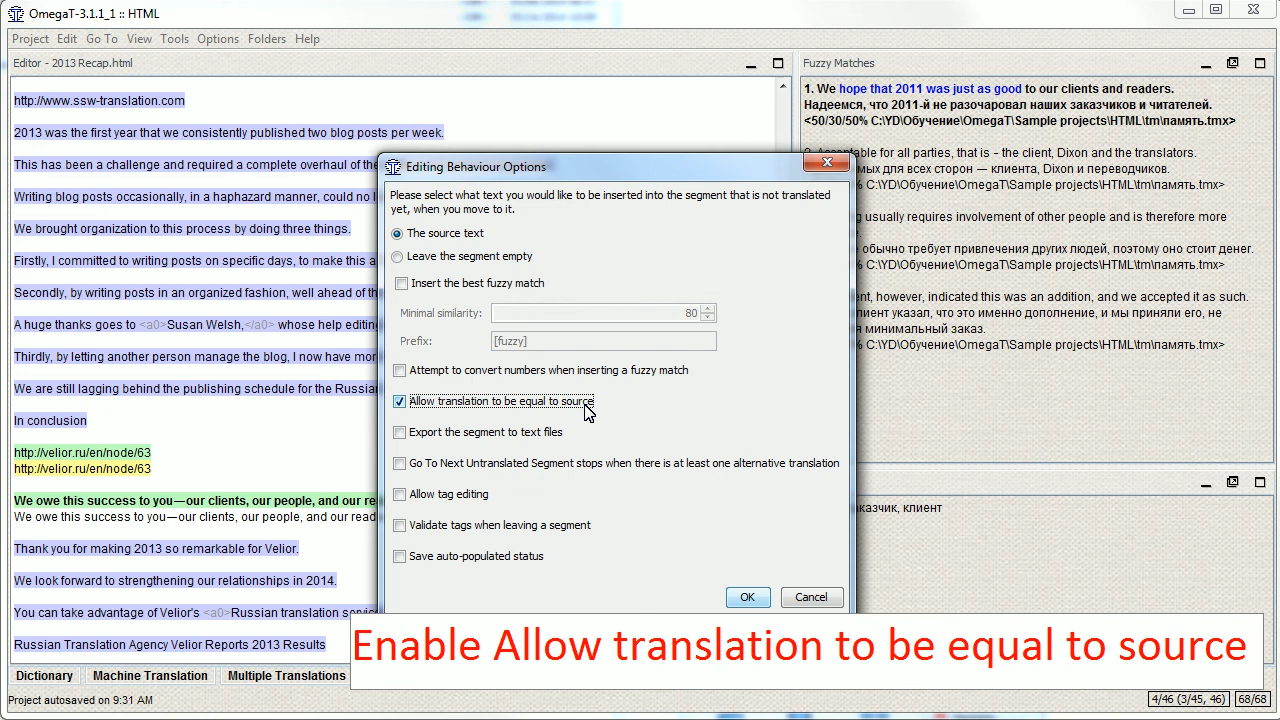 OmegaT-3.1.1_1 :: HTML
Project Edit Go To View Tools Options Folders Help
Editor - 2013 Recap.html
http://www.ssw-translation.com
2013 was the first year that we consistently published two blog posts per week.
This has been a challenge and required a complete overhaul of the
Writing blog posts occasionally, in a haphazard manner, could no l
We brought organization to this process by doing three things.
Firstly, I committed to writing posts on specific days, to make this a
Secondly, by writing posts in an organized fashion, well ahead of th
A huge thanks goes to <a0>Susan Welsh,</a0> whose help editin
Thirdly, by letting another person manage the blog, I now have mor
We are still lagging behind the publishing schedule for the Russian
In conclusion
http://velior.ru/en/node/63
http://velior.ru/en/node/63
We owe this success to you—our clients, our people, and our rea
We owe this success to you—our clients, our people, and our read
Thank you for making 2013 so remarkable for Velior.
We look forward to strengthening our relationships in 2014.
You can take advantage of Velior's <a0>Russian translation servic
Russian Translation Agency Velior Reports 2013 Results
Fuzzy Matches
1. We hope that 2011 was just as good to our clients and readers.
Надеемся, что 2011-й не разочаровал наших заказчиков и читателей.
<50/30/50% C:\YD\Обучение\OmegaT\Sample projects\HTML\tm\память.tmx>
able for all parties, that is – the client, Dixon and the translators.
мых для всех сторон — клиента, Dixon и переводчиков.
% C:\YD\Обучение\OmegaT\Sample projects\HTML\tm\память.tmx>
g usually requires involvement of other people and is therefore more
е.
е обычно требует привлечения других людей, поэтому оно стоит денег.
% C:\YD\Обучение\OmegaT\Sample projects\HTML\tm\память.tmx>
ent, however, indicated this was an addition, and we accepted it as such.
лиент указал, что это именно дополнение, и мы приняли его, не
я минимальный заказ.
% C:\YD\Обучение\OmegaT\Sample projects\HTML\tm\память.tmx>
аказчик, клиент
Editing Behaviour Options
Please select what text you would like to be inserted into the segment that is not translated
yet, when you move to it.
The source text
Leave the segment empty
Insert the best fuzzy match
Minimal similarity: 80
Prefix: [fuzzy]
Attempt to convert numbers when inserting a fuzzy match
Allow translation to be equal to source
Export the segment to text files
Go To Next Untranslated Segment stops when there is at least one alternative translation
Allow tag editing
Validate tags when leaving a segment
Save auto-populated status
OK Cancel
Enable Allow translation to be equal to source
Dictionary Machine Translation Multiple Translations
Project autosaved on 9:31 AM
4/46 (3/45, 46) 68/68